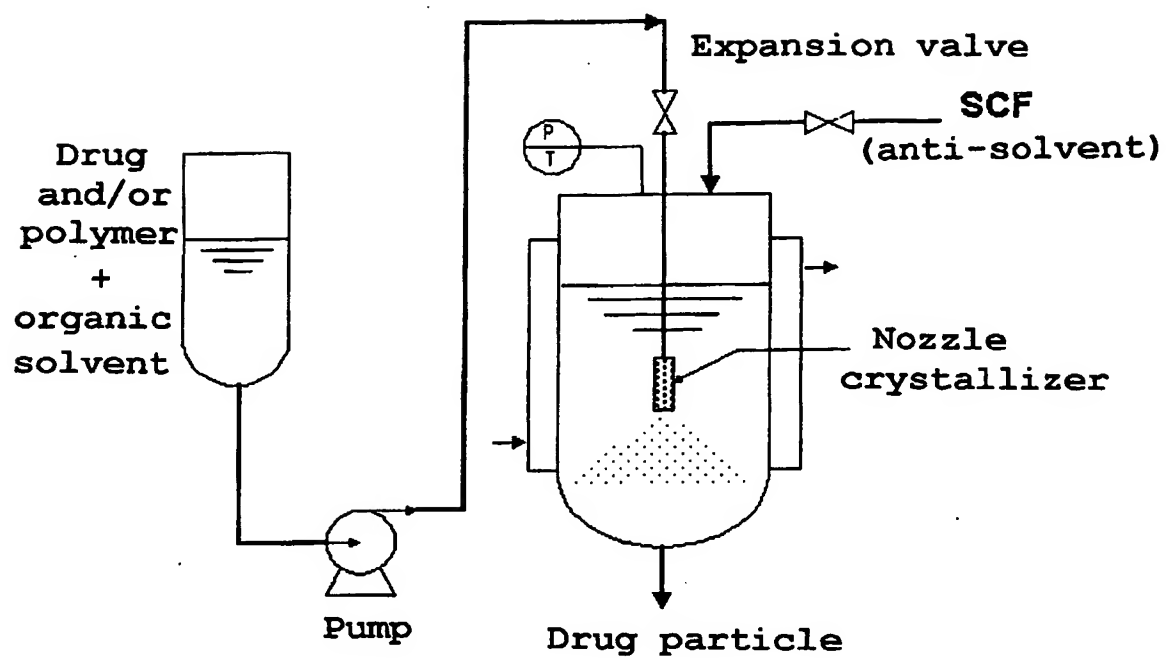 Expansion valve
SCF
(anti-solvent)
P
T
Drug
and/or
polymer
+
organic
solvent
Nozzle
crystallizer
Pump
Drug particle